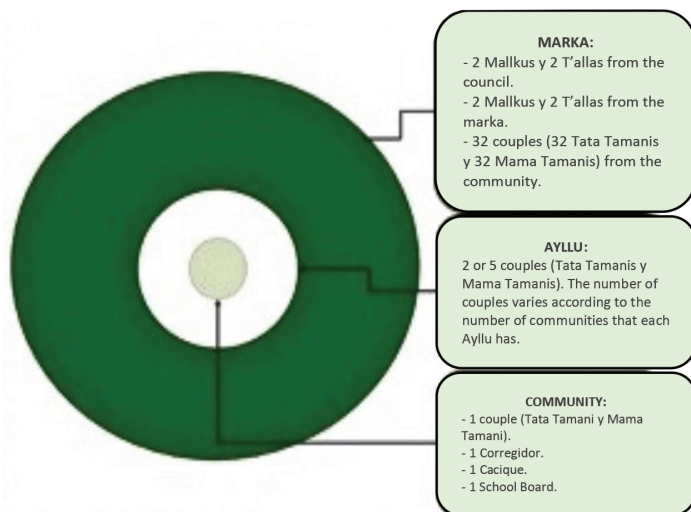 MARKA:
- 2 Mallkus y 2 T'allas from the
council.
- 2 Mallkus y 2 T'allas from the
marka.
- 32 couples (32 Tata Tamanis
y 32 Mama Tamanis) from the
community.
AYLLU:
2 or 5 couples (Tata Tamanis y
Mama Tamanis). The number of
couples varies according to the
number of communities that each
Ayllu has.
COMMUNITY:
- 1 couple (Tata Tamani y Mama
Tamani).
- 1 Corregidor.
- 1 Cacique.
- 1 School Board.